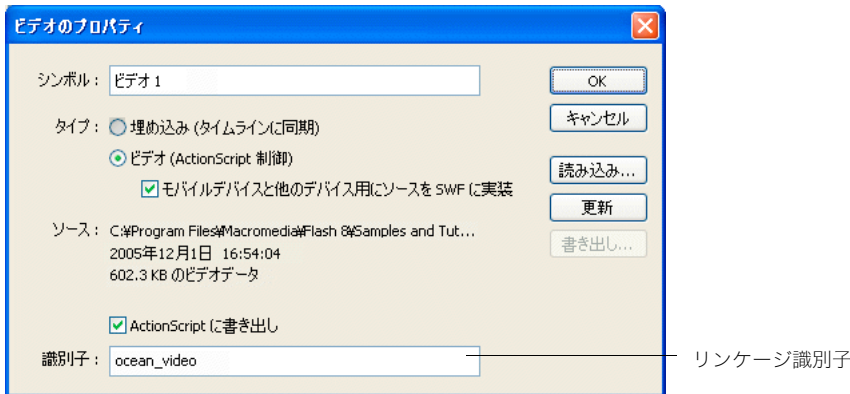 ビデオのプロパティ
シンボル： ビデオ 1
OK
キャンセル
タイプ： 埋め込み (タイムラインに同期)
ビデオ (ActionScript 制御)
モバイルデバイスと他のデバイス用にソースを SWF に実装
読み込み...
更新
書き出し...
ソース： C:¥Program Files¥Macromedia¥Flash 8¥Samples and Tut...
2005年12月1日 16:54:04
602.3 KB のビデオデータ
ActionScript に書き出し
識別子： ocean_video
リンケージ識別子